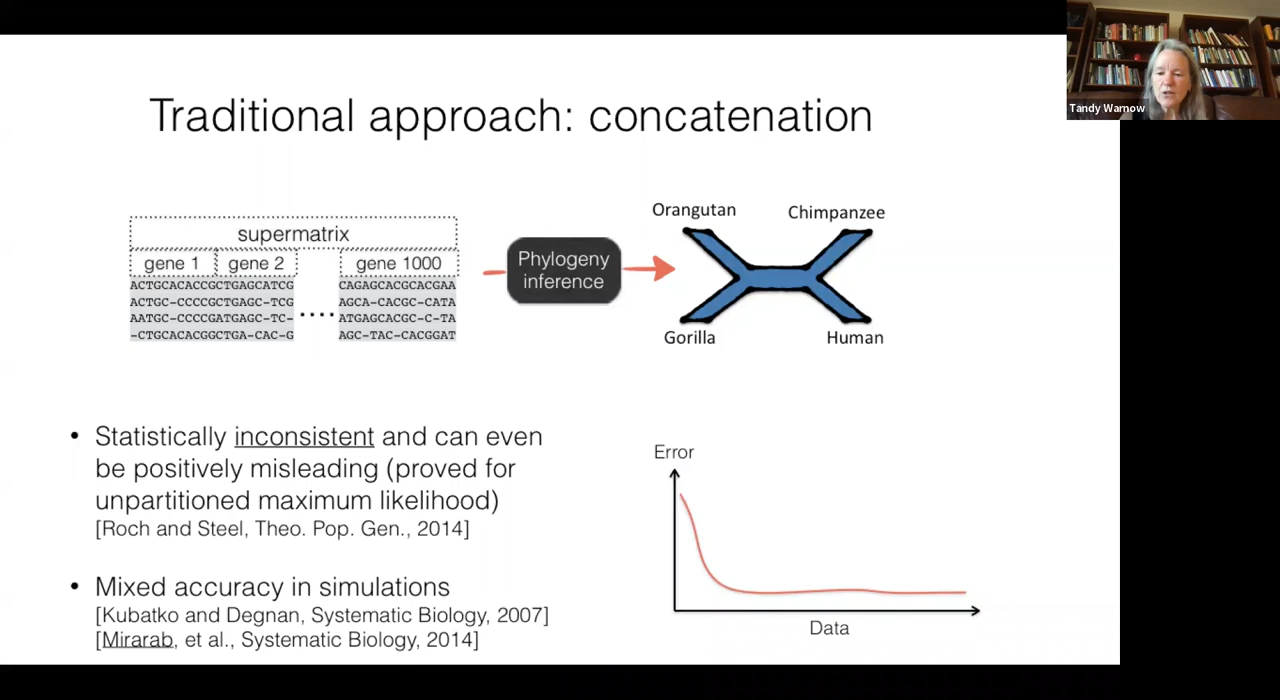 Tandy Warnow
Traditional approach: concatenation
supermatrix
gene 1 gene 2 gene 1000
ACTGCACACCGCTGAGCATCG CAGAGCACGCACGAA
ACTGC-CCCCGCTGAGC-TCG AGCA-CACGC-CATA
AATGC-CCCCGATGAGC-TC- ATGAGCACGC-C-TA
-CTGCACACGGCTGA-CAC-G AGC-TAC-CACGGAT
....
Phylogeny
inference
Orangutan Chimpanzee
Gorilla Human
• Statistically inconsistent and can even
be positively misleading (proved for
unpartitioned maximum likelihood)
[Roch and Steel, Theo. Pop. Gen., 2014]
• Mixed accuracy in simulations
[Kubatko and Degnan, Systematic Biology, 2007]
[Mirarab, et al., Systematic Biology, 2014]
Error
Data